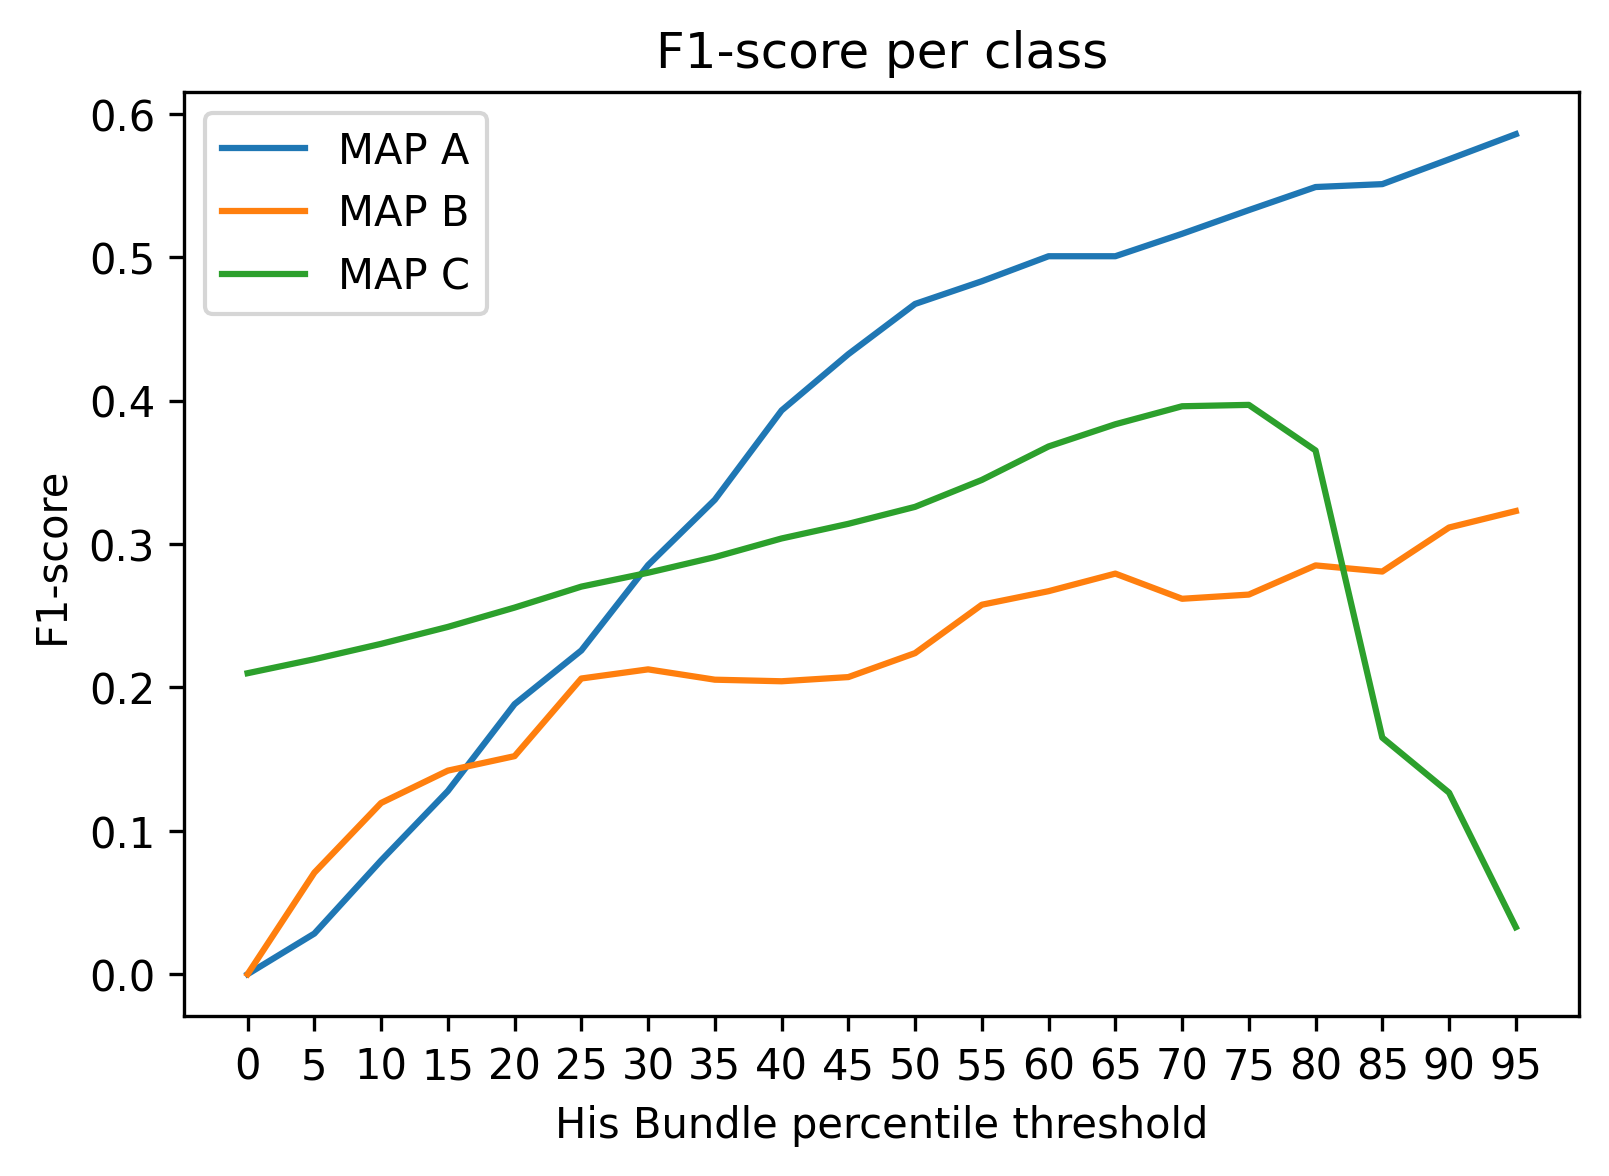 F1-score per class
MAP A
MAP B
MAP C
F1-score
0.6
0.5
0.4
0.3
0.2
0.1
0.0
0 5 10 15 20 25 30 35 40 45 50 55 60 65 70 75 80 85 90 95
His Bundle percentile threshold